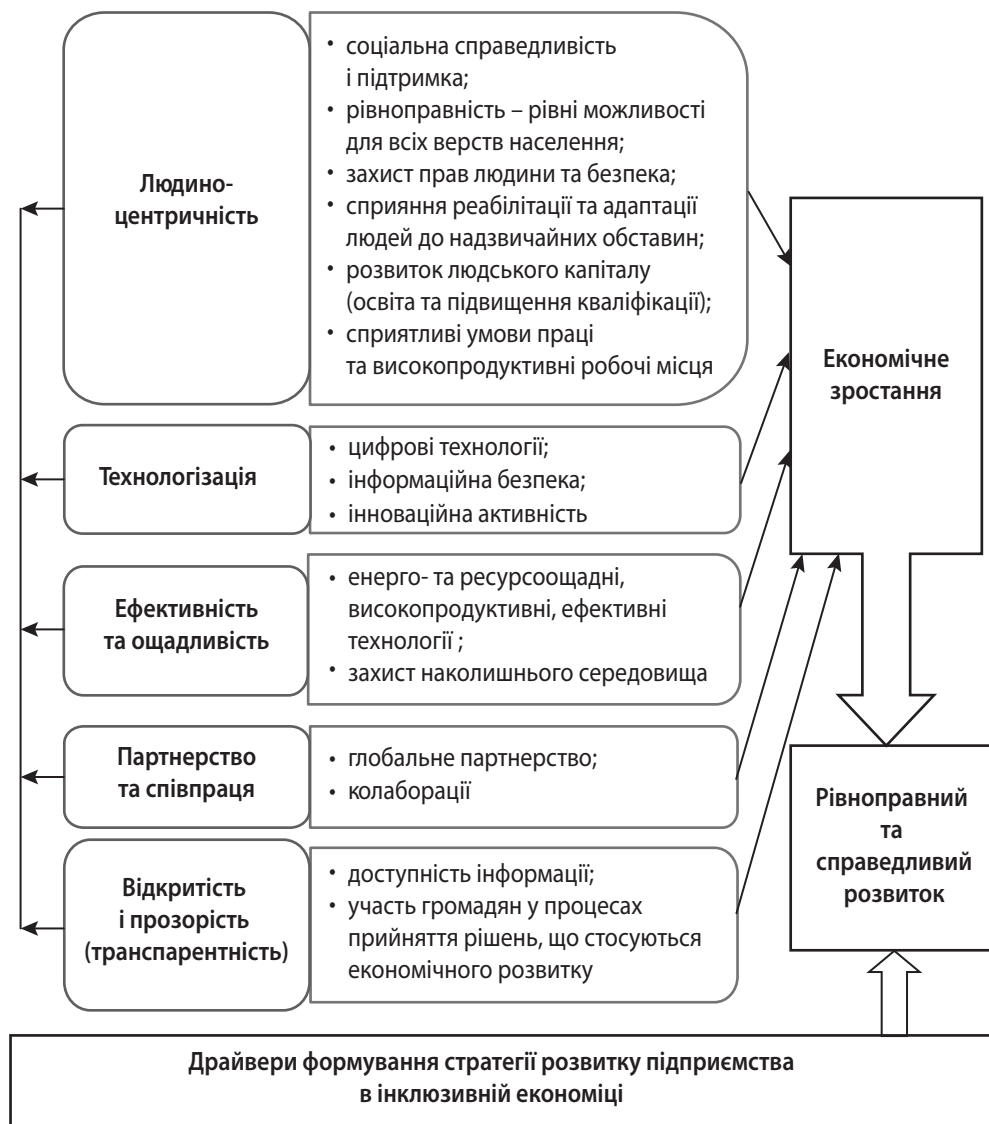 Людино-
центричність
• соціальна справедливість
і підтримка;
• рівноправність – рівні можливості
для всіх верств населення;
• захист прав людини та безпека;
• сприяння реабілітації та адаптації
людей до надзвичайних обставин;
• розвиток людського капіталу
(освіта та підвищення кваліфікації);
• сприятливі умови праці
та високопродуктивні робочі місця
Технологізація
• цифрові технології;
• інформаційна безпека;
• інноваційна активність
Ефективність
та ощадливість
• енерго- та ресурсоощадні,
високопродуктивні, ефективні
технології ;
• захист наколишнього середовища
Партнерство
та співпраця
• глобальне партнерство;
• колаборації
Відкритість
і прозорість
(транспарентність)
• доступність інформації;
• участь громадян у процесах
прийняття рішень, що стосуються
економічного розвитку
Економічне
зростання
Рівноправний
та
справедливий
розвиток
Драйвери формування стратегії розвитку підприємства
в інклюзивній економіці